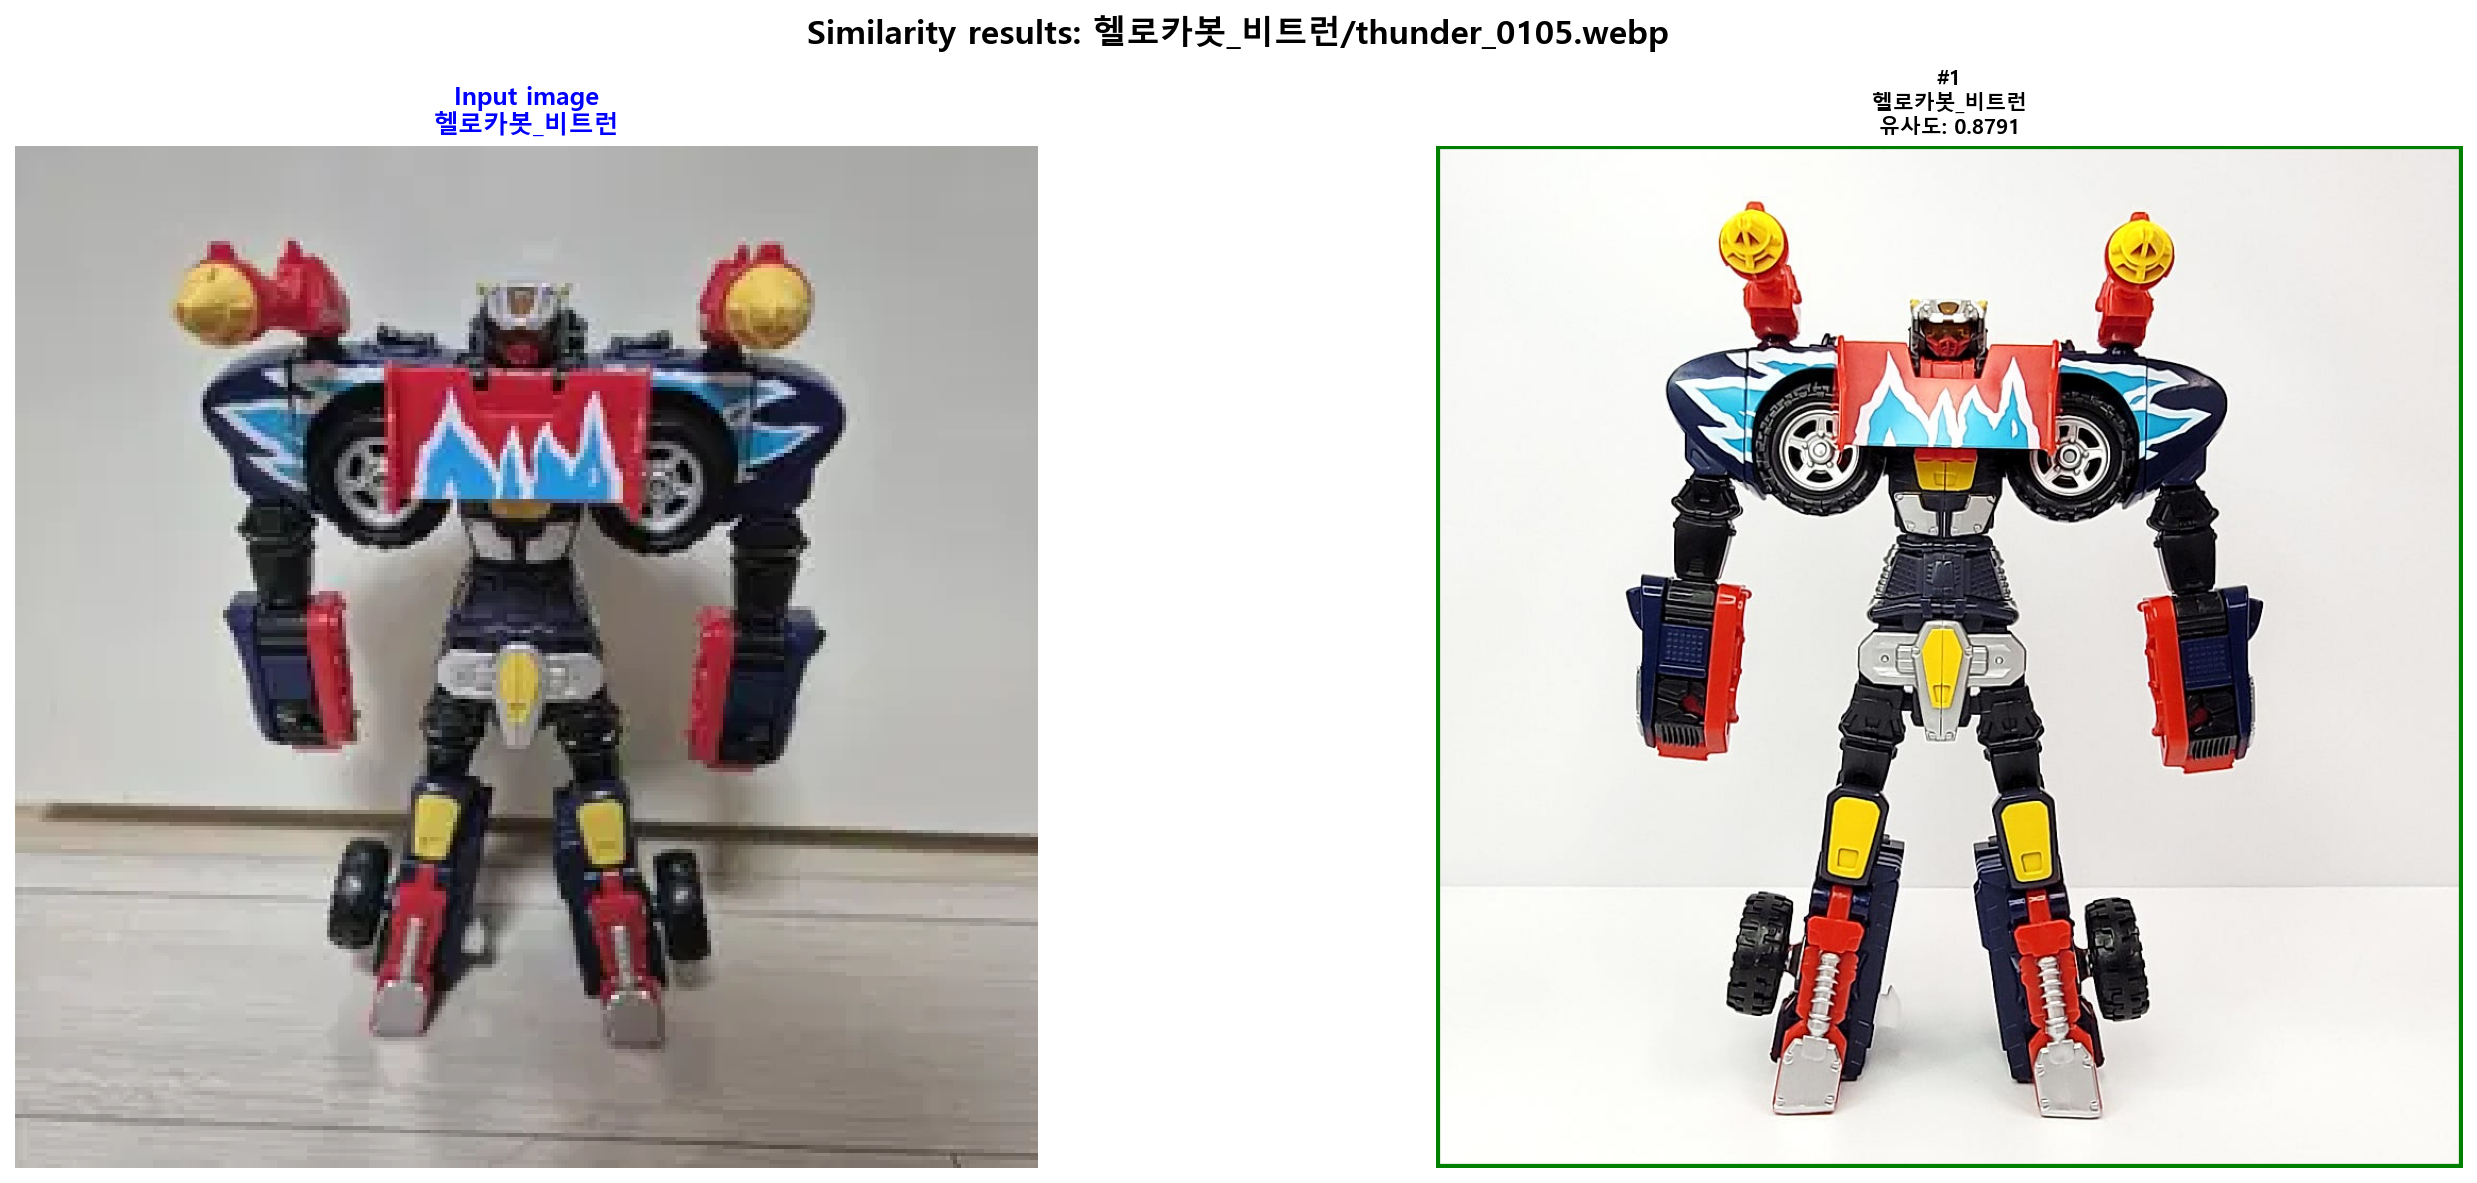 Similarity results: 헬로카봇_비트런/thunder_0105.webp
Input image
헬로카봇_비트런
#1
헬로카봇_비트런
유사도: 0.8791